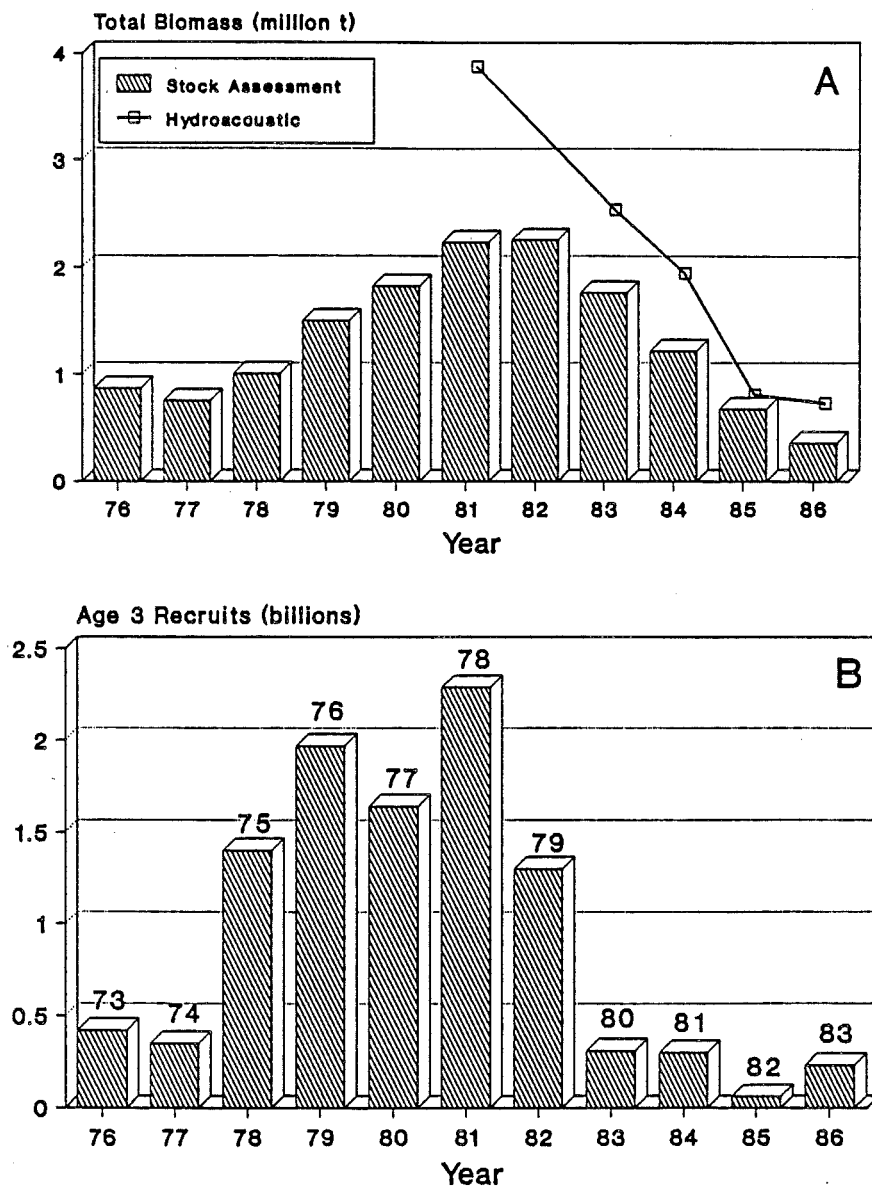 Total Biomass (million t)
4
3
2
1
0
Stock Assessment
Hydroacoustic
A
76 77 78 79 80 81 82 83 84 85 86
Year
Age 3 Recruits (billions)
2.5
2
1.5
1
0.5
0
B
73 74 75 76 77 78 79 80 81 82 83
76 77 78 79 80 81 82 83 84 85 86
Year